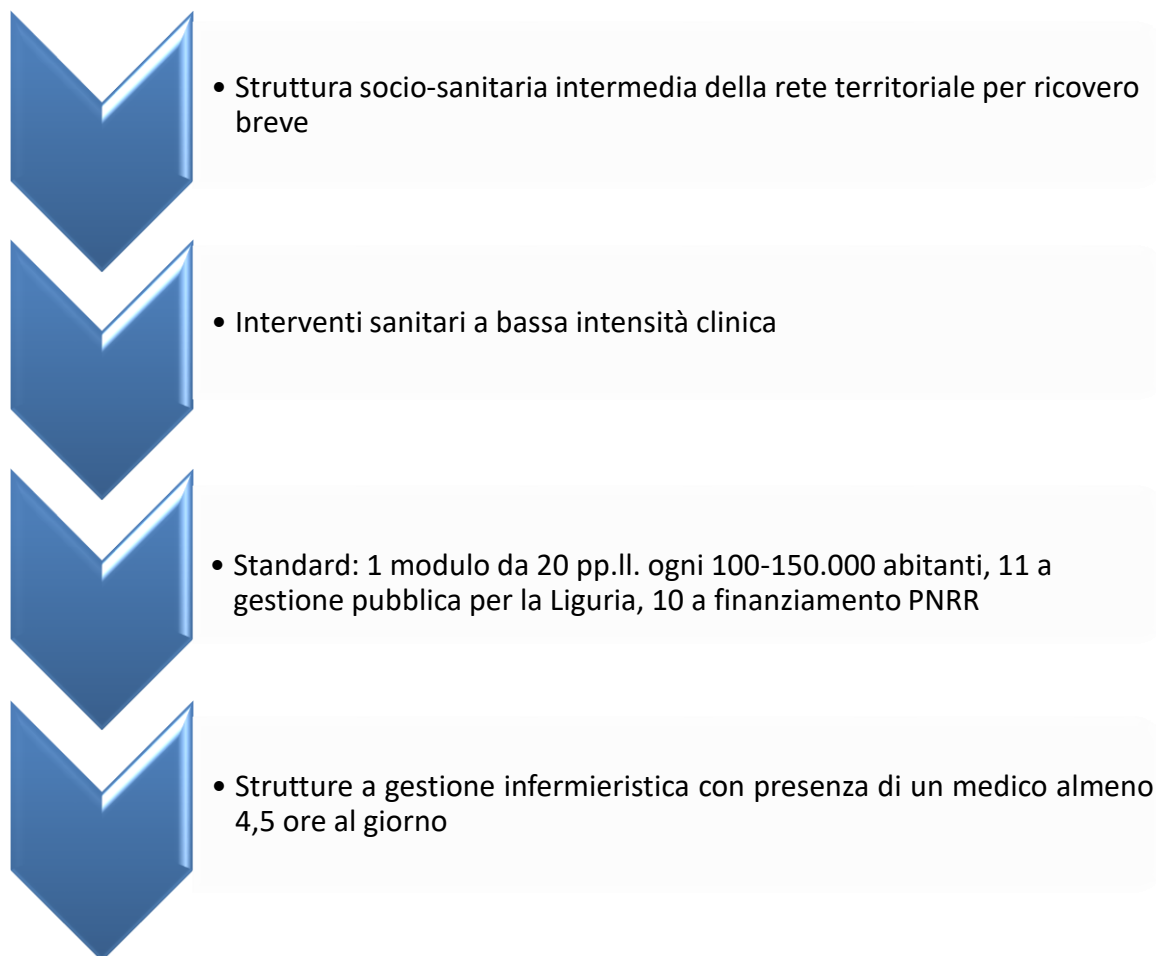 • Struttura socio-sanitaria intermedia della rete territoriale per ricovero
breve
• Interventi sanitari a bassa intensità clinica
• Standard: 1 modulo da 20 pp.ll. ogni 100-150.000 abitanti, 11 a
gestione pubblica per la Liguria, 10 a finanziamento PNRR
• Strutture a gestione infermieristica con presenza di un medico almeno
4,5 ore al giorno